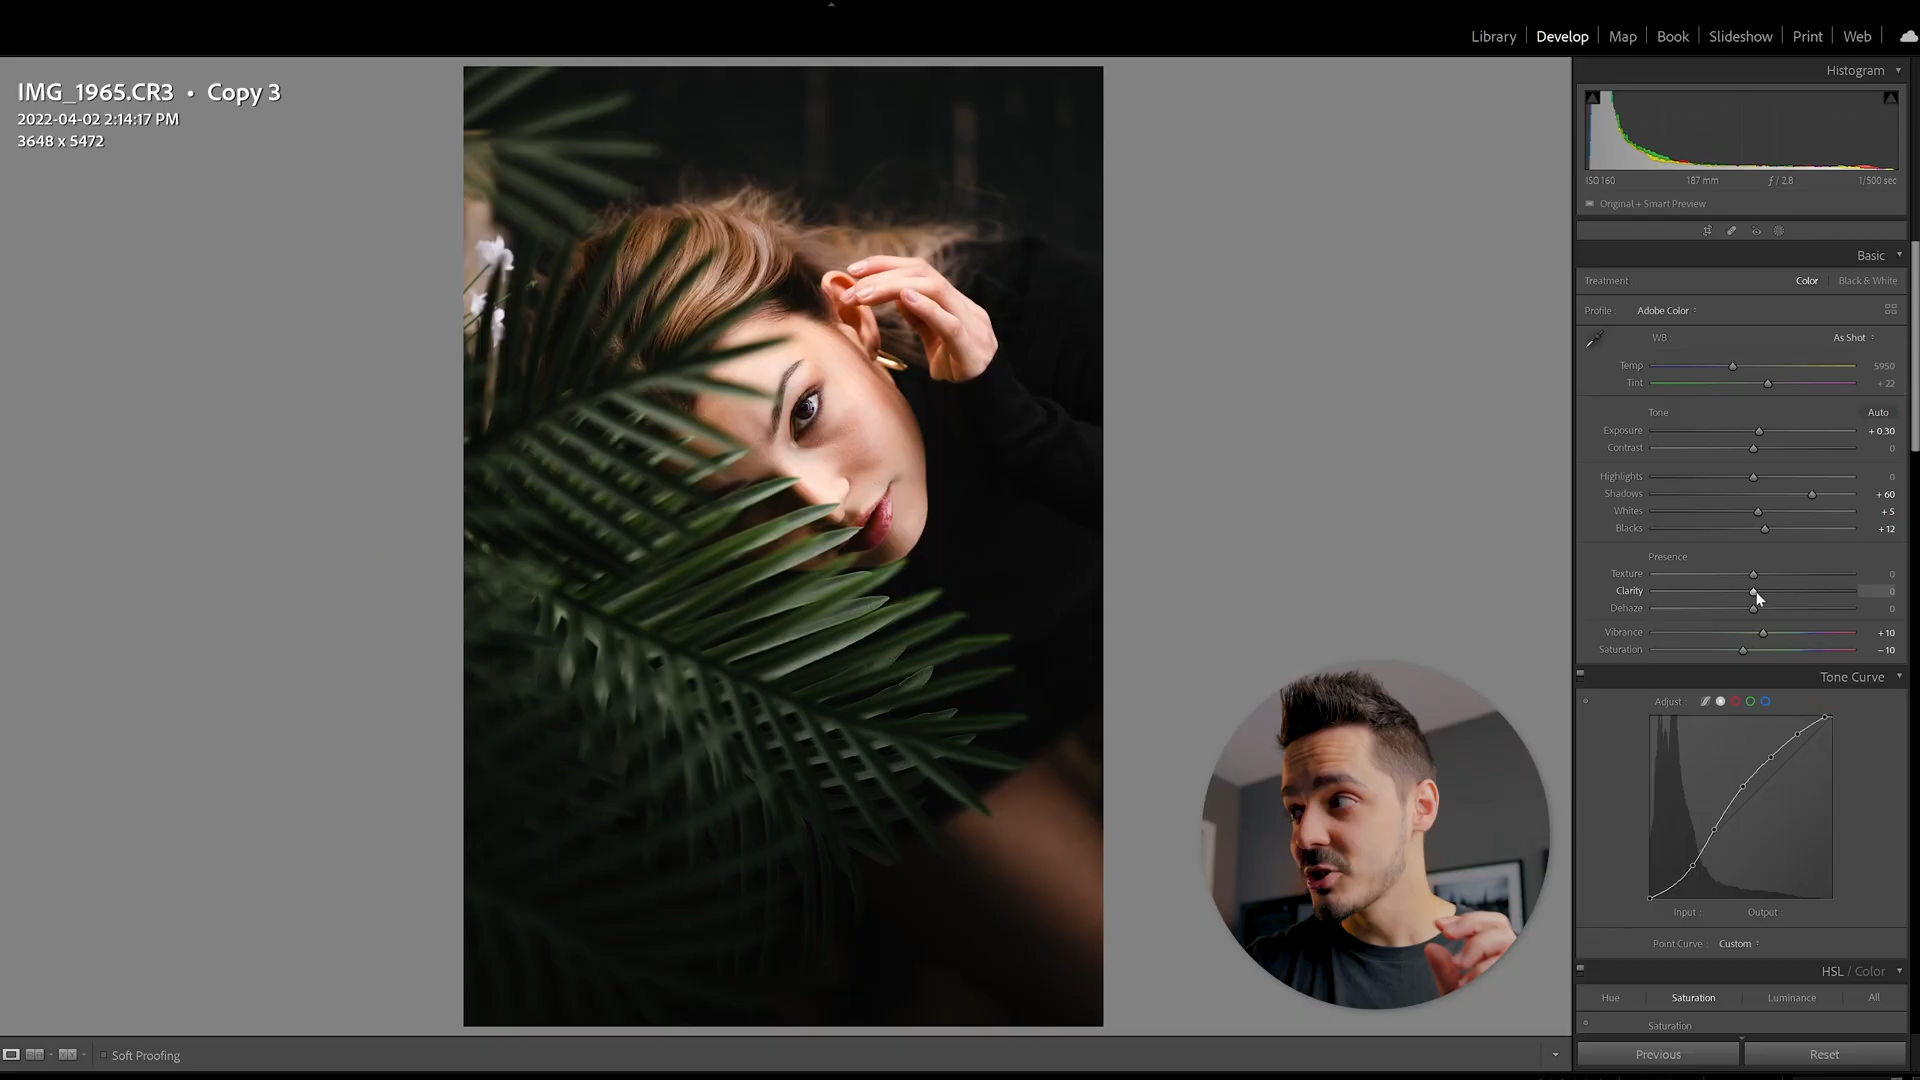 Library | Develop | Map | Book | Slideshow | Print | Web
IMG_1965.CR3 • Copy 3
2022-04-02 2:14:17 PM
3648 x 5472
Histogram
ISO 160 187 mm ƒ / 2.8 1/500 sec
Original + Smart Preview
Basic
Treatment Color | Black & White
Profile : Adobe Color
WB : As Shot
Temp 5950
Tint + 22
Tone Auto
Exposure + 0.30
Contrast 0
Highlights 0
Shadows + 60
Whites + 5
Blacks + 12
Presence
Texture 0
Clarity 0
Dehaze 0
Vibrance + 10
Saturation – 10
Tone Curve
Adjust :
Input : Output :
Point Curve : Custom
HSL / Color
Hue Saturation Luminance All
Saturation
Soft Proofing
Previous Reset